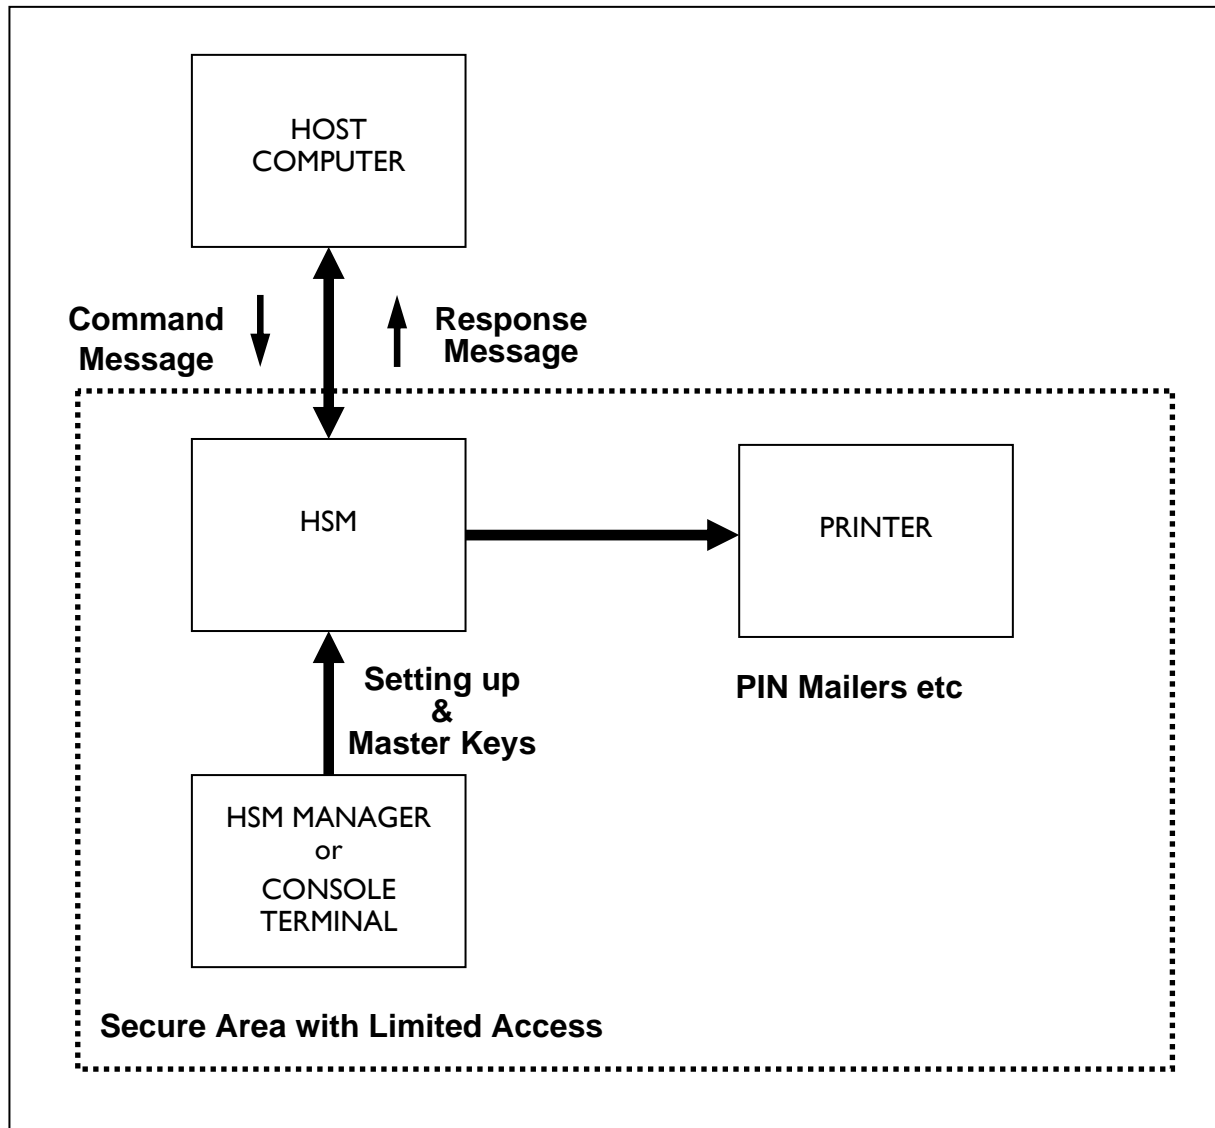 HOST
COMPUTER
Command
Message
Response
Message
HSM
PRINTER
Setting up
&
Master Keys
PIN Mailers etc
HSM MANAGER
or
CONSOLE
TERMINAL
Secure Area with Limited Access